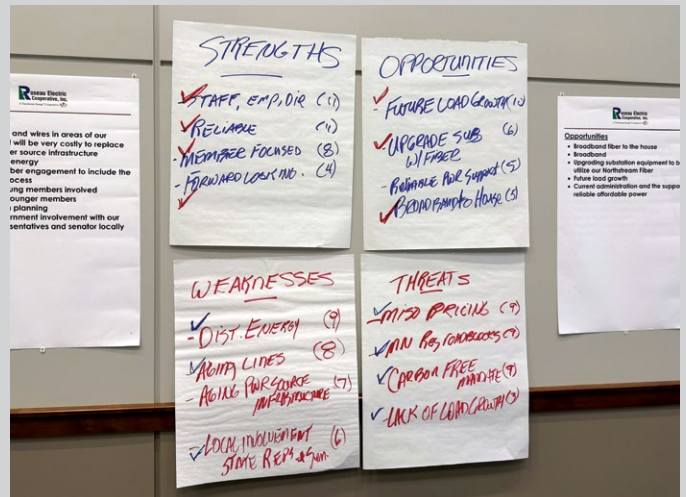 STRENGTHS
- STAFF, EMP, DIR (11)
- RELIABLE (11)
- MEMBER FOCUSED (8)
- FORWARD LOOKING. (4)
OPPORTUNITIES
- FUTURE LOAD GROWTH (10)
- UPGRADE SUB (6)
W/ FIBER
- RELIABLE PWR SUPPORT (5)
- BROADBAND TO HOUSE (5)
WEAKNESSES
- DIST. ENERGY (9)
- AGING LINES (8)
- AGING PWR SOURCE (7)
INFRASTRUCTURE
- LOCAL INVOLVEMENT (6)
STATE REPS & Sen.
THREATS
- MISO PRICING (9)
- MN REG ROADBLOCKS (9)
- CARBON FREE
MANDATE (9)
- LACK OF LOAD GROWTH (3)
Roseau Electric
Cooperative, Inc.
and wires in areas of our
will be very costly to replace
er source infrastructure
energy
ber engagement to include the
ocess
ung members involved
ounger members
planning
rnment involvement with our
sentatives and senator locally
Roseau Electric
Cooperative, Inc.
Opportunities
• Broadband fiber to the house
• Broadband
• Upgrading substation equipment to b
utilize our Northstream Fiber
• Future load growth
• Current administration and the suppo
reliable affordable power